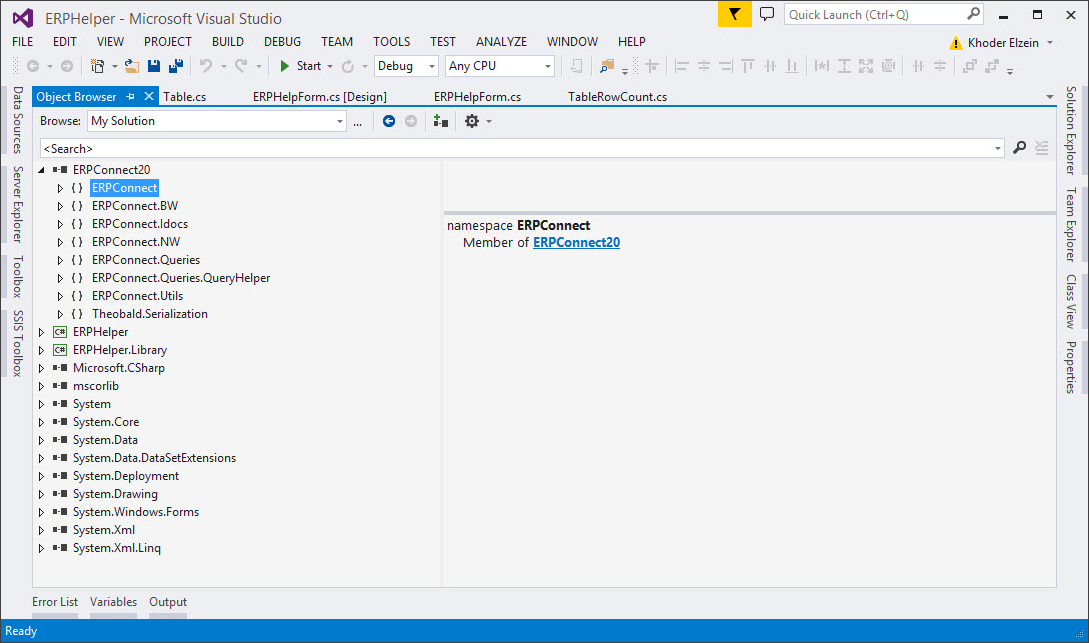 ERPHelper - Microsoft Visual Studio
Quick Launch (Ctrl+Q)
FILE EDIT VIEW PROJECT BUILD DEBUG TEAM TOOLS TEST ANALYZE WINDOW HELP
Khoder Elzein
Start Debug Any CPU
Object Browser Table.cs ERPHelpForm.cs [Design] ERPHelpForm.cs TableRowCount.cs
Browse: My Solution ...
<Search>
ERPConnect20
{ } ERPConnect
{ } ERPConnect.BW
{ } ERPConnect.Idocs
{ } ERPConnect.NW
{ } ERPConnect.Queries
{ } ERPConnect.Queries.QueryHelper
{ } ERPConnect.Utils
{ } Theobald.Serialization
C# ERPHelper
C# ERPHelper.Library
Microsoft.CSharp
mscorlib
System
System.Core
System.Data
System.Data.DataSetExtensions
System.Deployment
System.Drawing
System.Windows.Forms
System.Xml
System.Xml.Linq
namespace ERPConnect
Member of ERPConnect20
Data Sources
Server Explorer
Toolbox
SSIS Toolbox
Solution Explorer
Team Explorer
Class View
Properties
Error List Variables Output
Ready